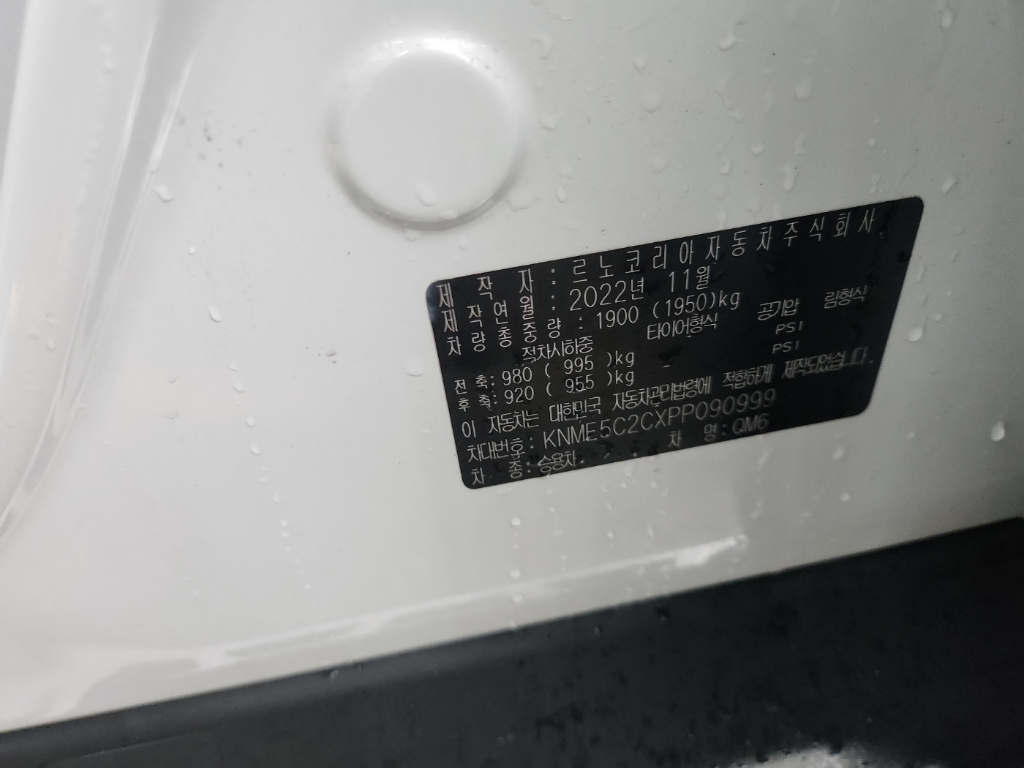 제작자 : 르노코리아자동차주식회사
제작연월 : 2022년 11월
차량총중량 : 1900 (1950)kg
적차시하중 타이어형식 공기압 림형식
전축: 980 ( 995 )kg - PSI
후축: 920 ( 955 )kg - PSI
이 자동차는 대한민국 자동차관리법령에 적합하게 제작되었습니다.
차대번호: KNME5C2CXPP090999
차종: 승용차. 차명: QM6